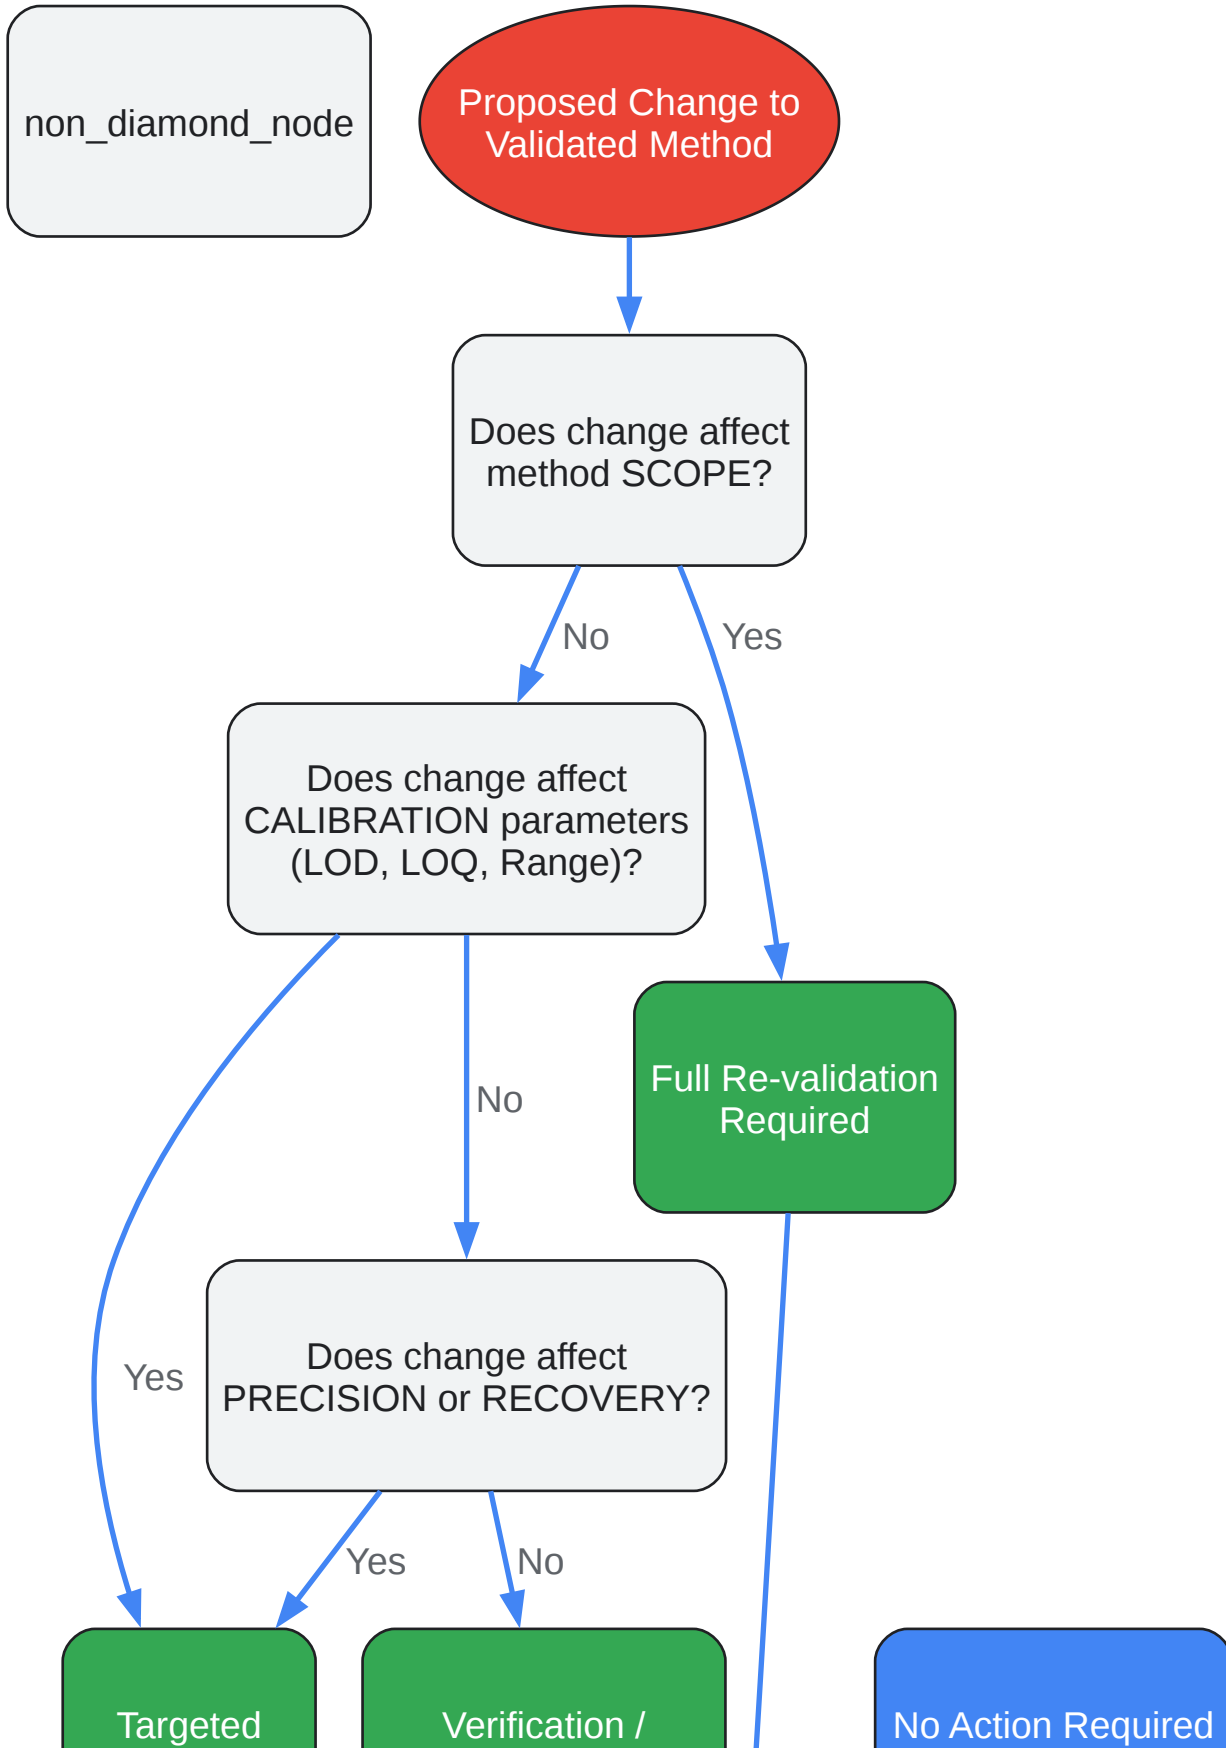 non_diamond_node
Proposed Change to
Validated Method
Does change affect
method SCOPE?
No
Yes
Does change affect
CALIBRATION parameters
(LOD, LOQ, Range)?
No
Full Re-validation
Required
Does change affect
PRECISION or RECOVERY?
Yes
Yes
No
Targeted
Verification /
No Action Required